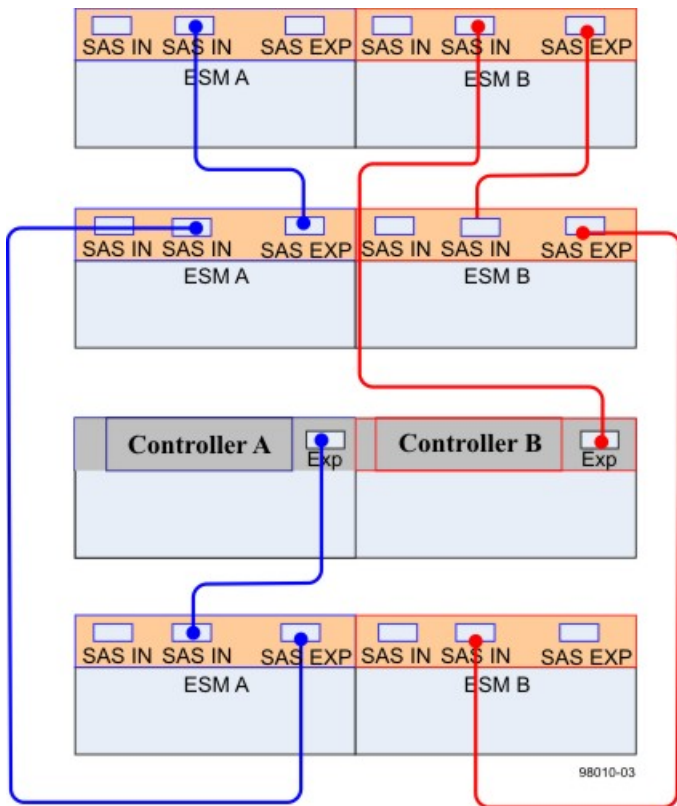 SAS IN SAS IN SAS EXP SAS IN SAS IN SAS EXP
ESM A ESM B
SAS IN SAS IN SAS EXP SAS IN SAS IN SAS EXP
ESM A ESM B
Controller A Exp Controller B Exp
SAS IN SAS IN SAS EXP SAS IN SAS IN SAS EXP
ESM A ESM B
98010-03